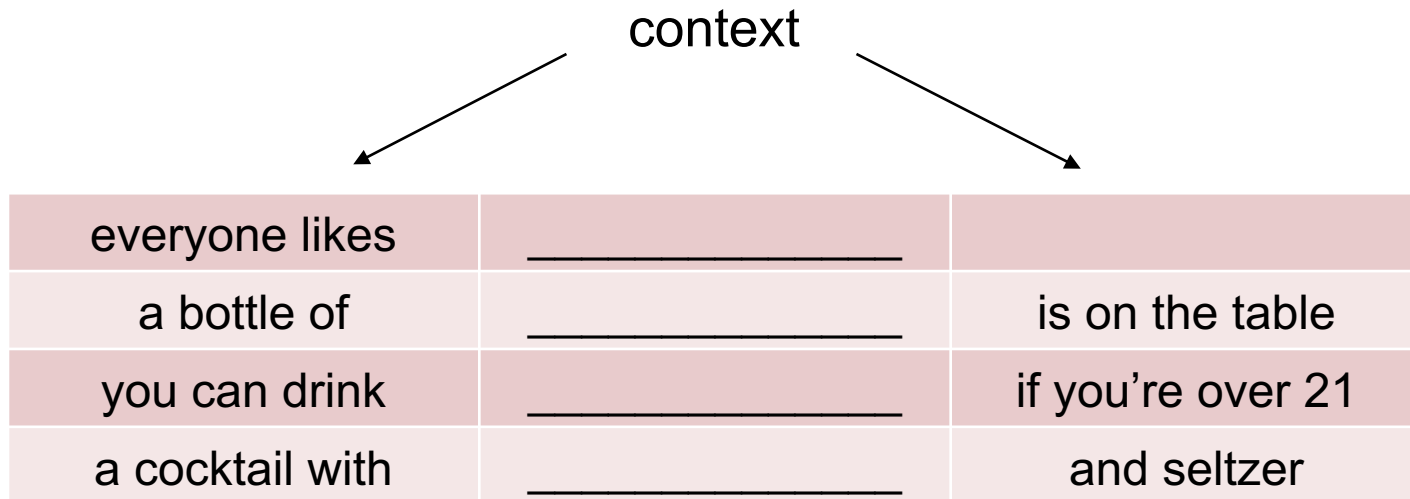 context
everyone likes ______________
a bottle of ______________ is on the table
you can drink ______________ if you’re over 21
a cocktail with ______________ and seltzer